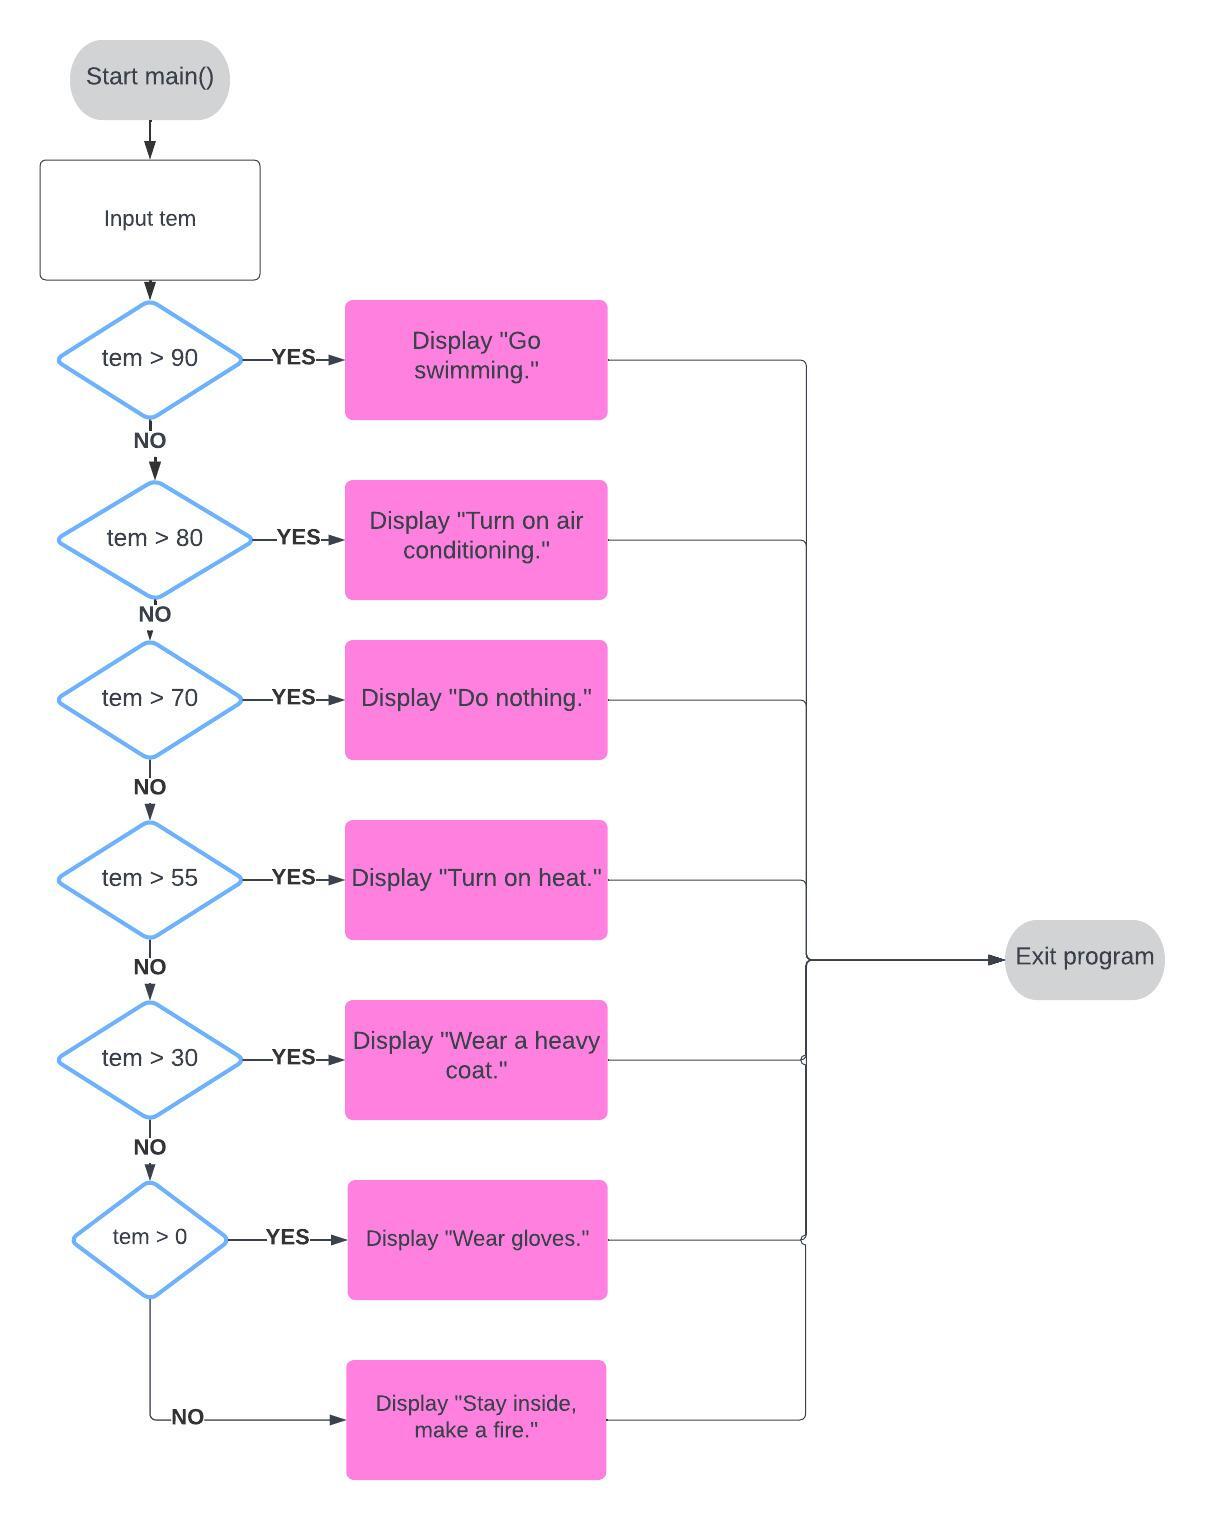 Start main()
Input tem
tem > 90
YES
Display "Go
swimming."
NO
tem > 80
YES
Display "Turn on air
conditioning."
NO
tem > 70
YES
Display "Do nothing."
NO
tem > 55
YES
Display "Turn on heat."
NO
Exit program
tem > 30
YES
Display "Wear a heavy
coat."
NO
tem > 0
YES
Display "Wear gloves."
NO
Display "Stay inside,
make a fire."